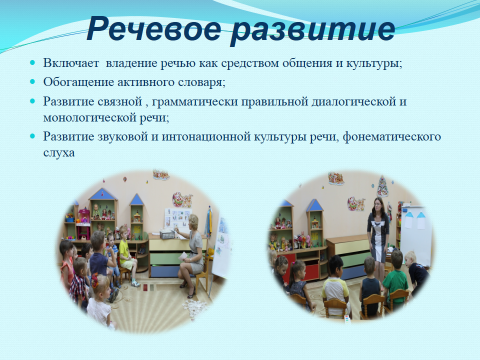 Речевое развитие
Включает владение речью как средством общения и культуры;
Обогащение активного словаря;
Развитие связной , грамматически правильной диалогической и
монологической речи;
Развитие звуковой и интонационной культуры речи, фонематического
слуха